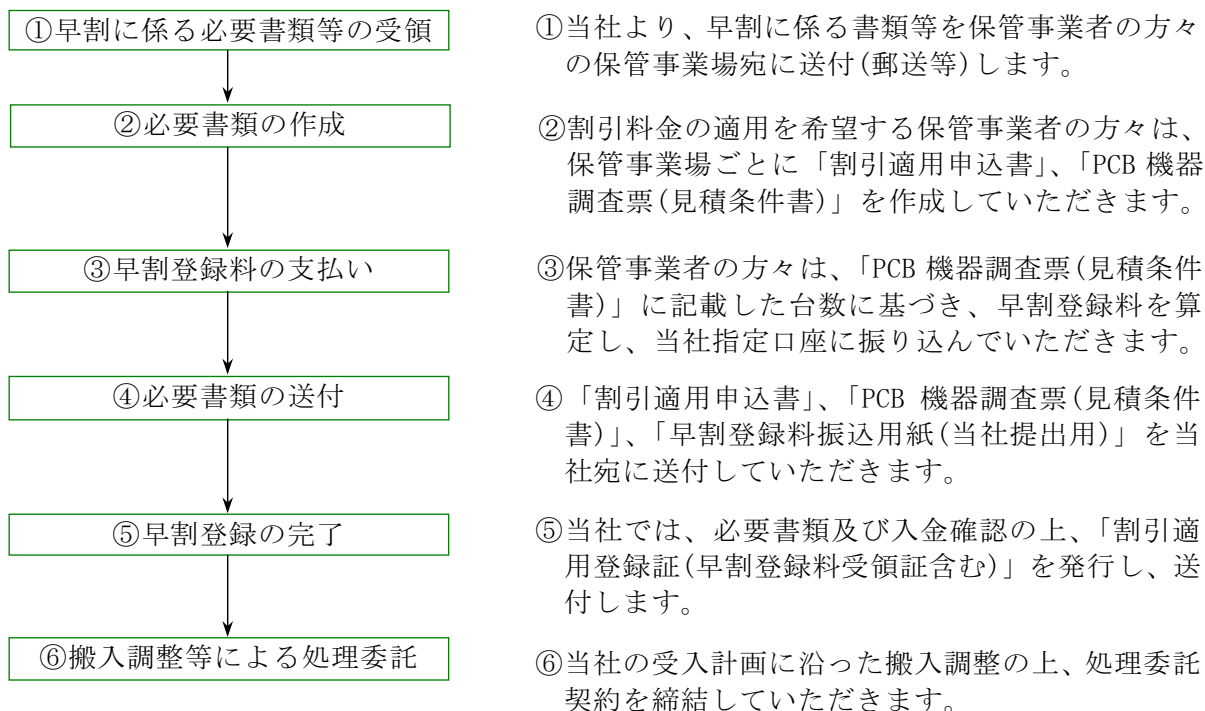 ①早割に係る必要書類等の受領
①当社より、早割に係る書類等を保管事業者の方々
の保管事業場宛に送付(郵送等)します。
②必要書類の作成
②割引料金の適用を希望する保管事業者の方々は、
保管事業場ごとに「割引適用申込書」、「PCB 機器
調査票(見積条件書)」を作成していただきます。
③早割登録料の支払い
③保管事業者の方々は、「PCB 機器調査票(見積条件
書)」に記載した台数に基づき、早割登録料を算
定し、当社指定口座に振り込んでいただきます。
④必要書類の送付
④「割引適用申込書」、「PCB 機器調査票(見積条件
書)」、「早割登録料振込用紙(当社提出用)」を当
社宛に送付していただきます。
⑤早割登録の完了
⑤当社では、必要書類及び入金確認の上、「割引適
用登録証(早割登録料受領証含む)」を発行し、送
付します。
⑥搬入調整等による処理委託
⑥当社の受入計画に沿った搬入調整の上、処理委託
契約を締結していただきます。